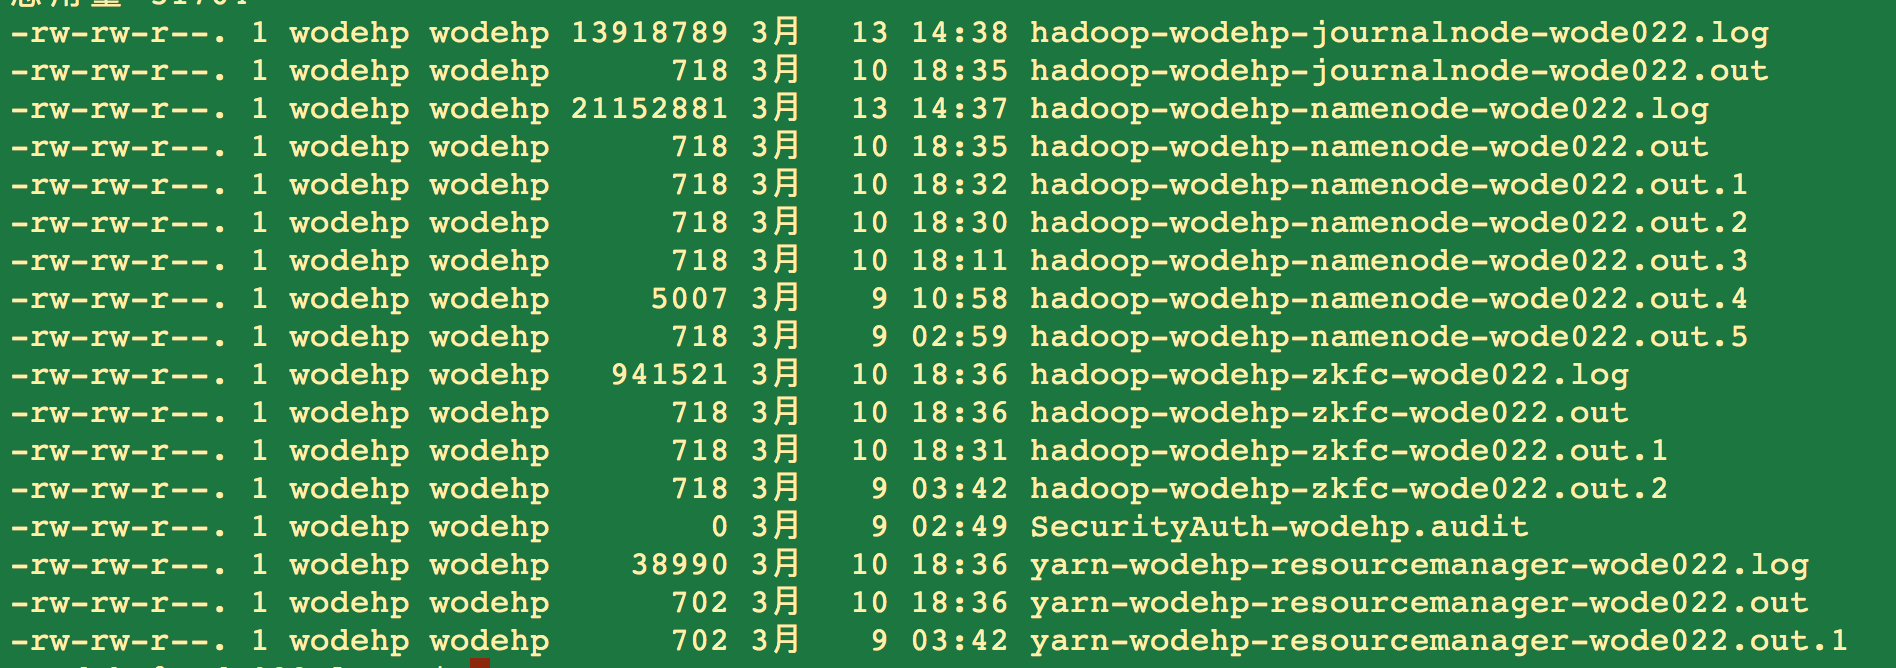 -rw-rw-r--. 1 wodehp wodehp 13918789 3月 13 14:38 hadoop-wodehp-journalnode-wode022.log
-rw-rw-r--. 1 wodehp wodehp 718 3月 10 18:35 hadoop-wodehp-journalnode-wode022.out
-rw-rw-r--. 1 wodehp wodehp 21152881 3月 13 14:37 hadoop-wodehp-namenode-wode022.log
-rw-rw-r--. 1 wodehp wodehp 718 3月 10 18:35 hadoop-wodehp-namenode-wode022.out
-rw-rw-r--. 1 wodehp wodehp 718 3月 10 18:32 hadoop-wodehp-namenode-wode022.out.1
-rw-rw-r--. 1 wodehp wodehp 718 3月 10 18:30 hadoop-wodehp-namenode-wode022.out.2
-rw-rw-r--. 1 wodehp wodehp 718 3月 10 18:11 hadoop-wodehp-namenode-wode022.out.3
-rw-rw-r--. 1 wodehp wodehp 5007 3月 9 10:58 hadoop-wodehp-namenode-wode022.out.4
-rw-rw-r--. 1 wodehp wodehp 718 3月 9 02:59 hadoop-wodehp-namenode-wode022.out.5
-rw-rw-r--. 1 wodehp wodehp 941521 3月 10 18:36 hadoop-wodehp-zkfc-wode022.log
-rw-rw-r--. 1 wodehp wodehp 718 3月 10 18:36 hadoop-wodehp-zkfc-wode022.out
-rw-rw-r--. 1 wodehp wodehp 718 3月 10 18:31 hadoop-wodehp-zkfc-wode022.out.1
-rw-rw-r--. 1 wodehp wodehp 718 3月 9 03:42 hadoop-wodehp-zkfc-wode022.out.2
-rw-rw-r--. 1 wodehp wodehp 0 3月 9 02:49 SecurityAuth-wodehp.audit
-rw-rw-r--. 1 wodehp wodehp 38990 3月 10 18:36 yarn-wodehp-resourcemanager-wode022.log
-rw-rw-r--. 1 wodehp wodehp 702 3月 10 18:36 yarn-wodehp-resourcemanager-wode022.out
-rw-rw-r--. 1 wodehp wodehp 702 3月 9 03:42 yarn-wodehp-resourcemanager-wode022.out.1